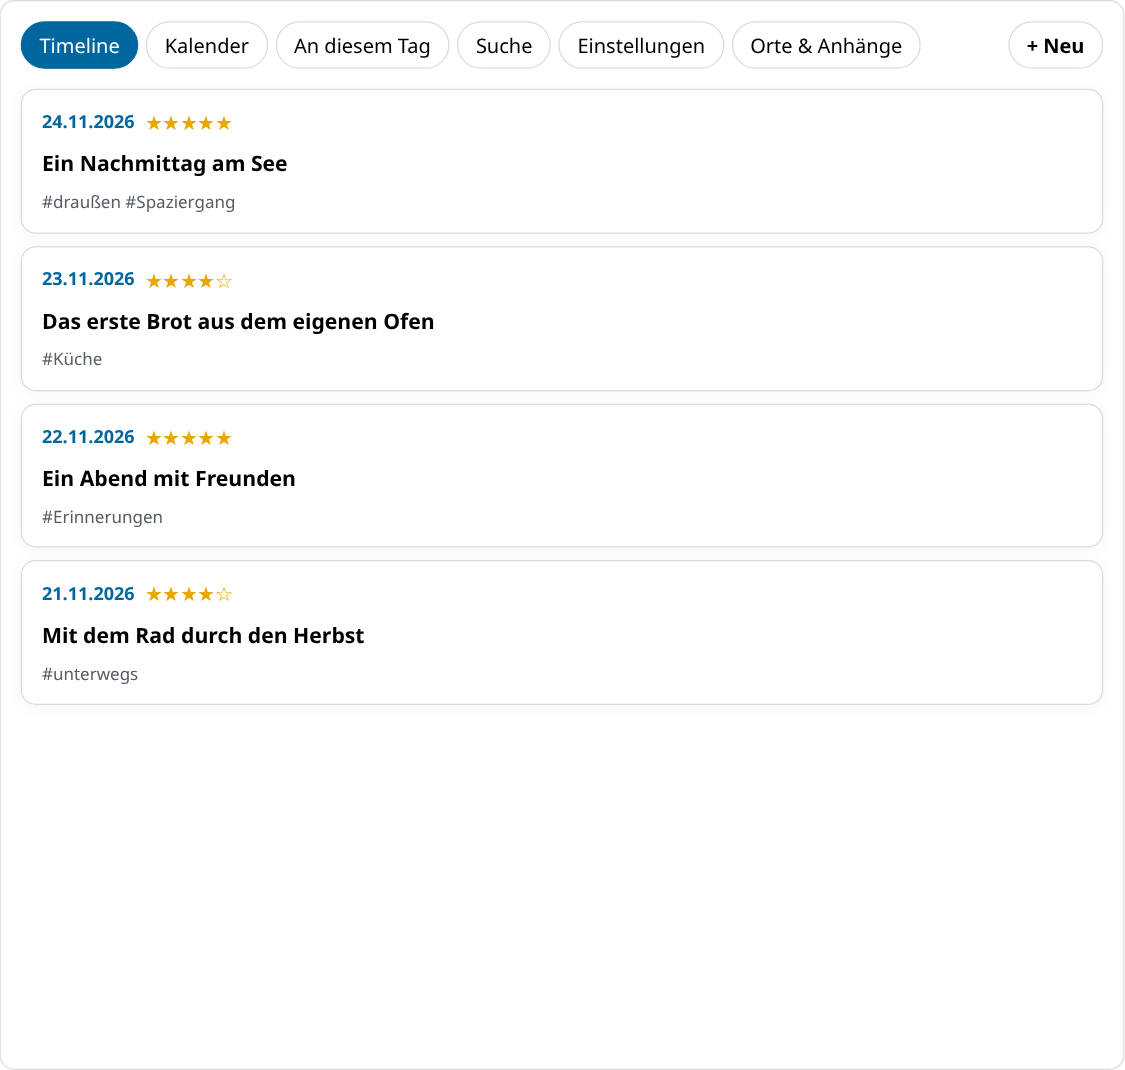 Timeline Kalender An diesem Tag Suche Einstellungen Orte & Anhänge + Neu
24.11.2026 ★★★★★
Ein Nachmittag am See
#draußen #Spaziergang
23.11.2026 ★★★★☆
Das erste Brot aus dem eigenen Ofen
#Küche
22.11.2026 ★★★★★
Ein Abend mit Freunden
#Erinnerungen
21.11.2026 ★★★★☆
Mit dem Rad durch den Herbst
#unterwegs